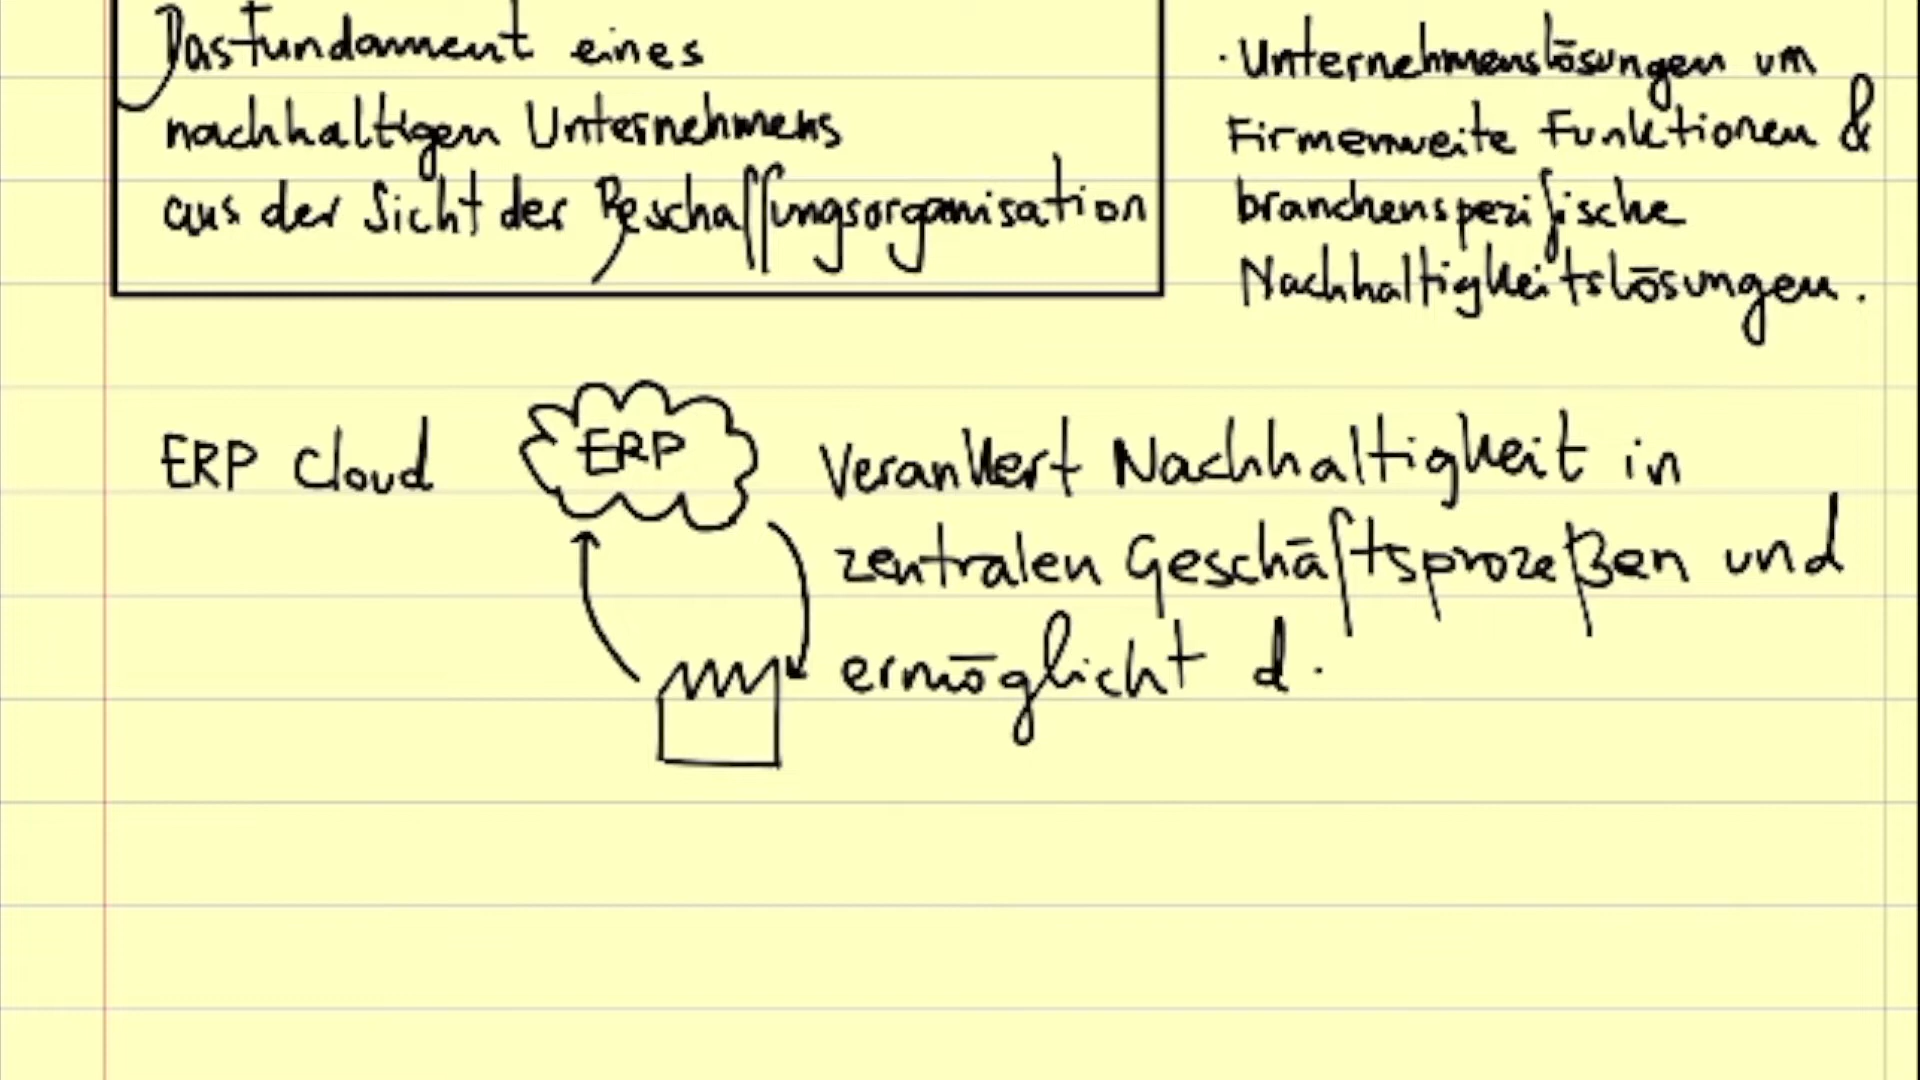 Das Fundament eines
nachhaltigen Unternehmens
aus der Sicht der Beschaffungsorganisation
· Unternehmenslösungen um
Firmenweite Funktionen &
branchenspezifische
Nachhaltigkeitslösungen.
ERP Cloud
ERP
Verankert Nachhaltigkeit in
zentralen Geschäftsprozeßen und
ermöglicht d.